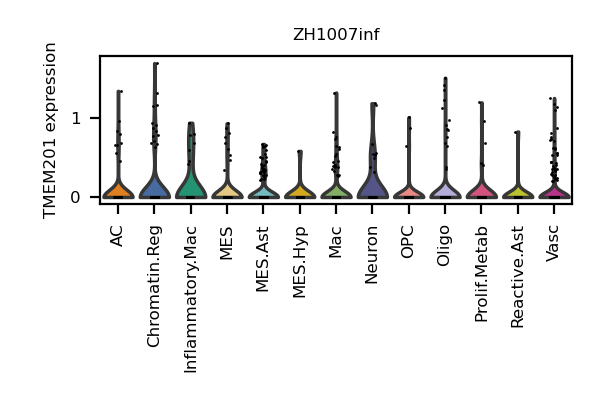 ZH1007inf
TMEM201 expression
1
0
AC
Chromatin.Reg
Inflammatory.Mac
MES
MES.Ast
MES.Hyp
Mac
Neuron
OPC
Oligo
Prolif.Metab
Reactive.Ast
Vasc